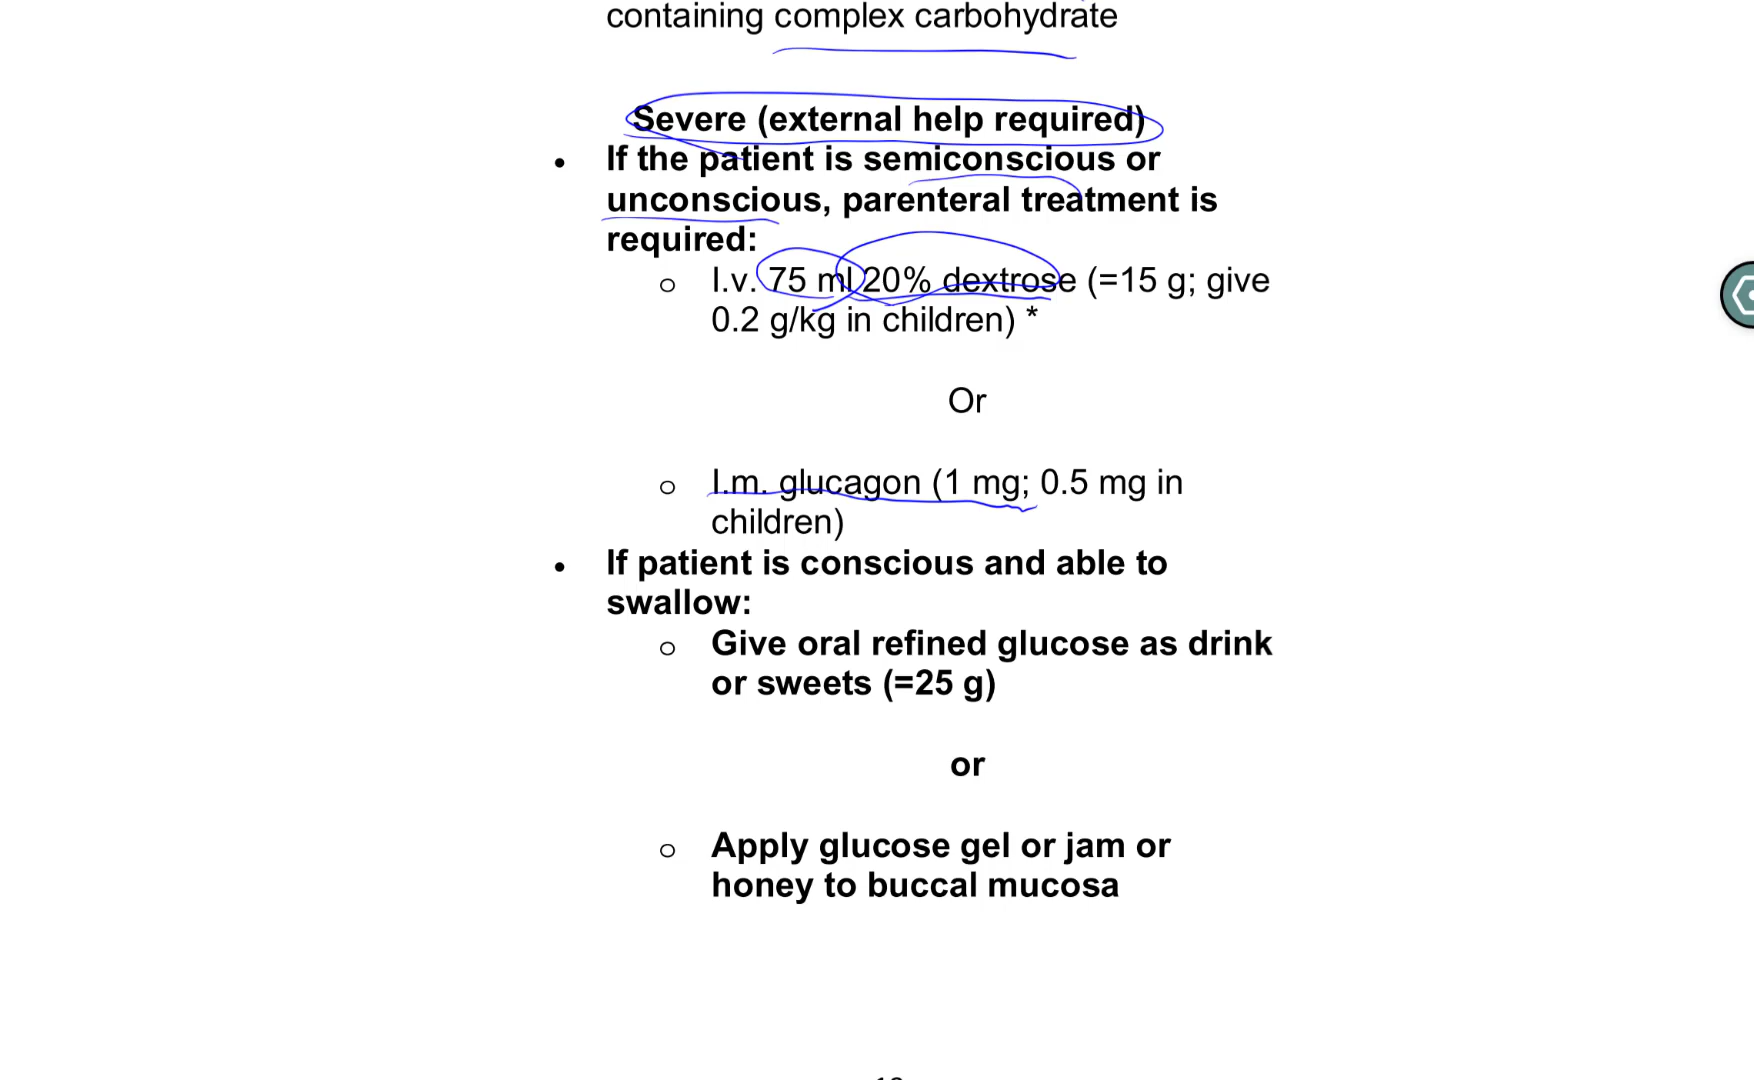 containing complex carbohydrate
Severe (external help required)
• If the patient is semiconscious or
unconscious, parenteral treatment is
required:
o I.v. 75 ml 20% dextrose (=15 g; give
0.2 g/kg in children) *
Or
o I.m. glucagon (1 mg; 0.5 mg in
children)
• If patient is conscious and able to
swallow:
o Give oral refined glucose as drink
or sweets (=25 g)
or
o Apply glucose gel or jam or
honey to buccal mucosa